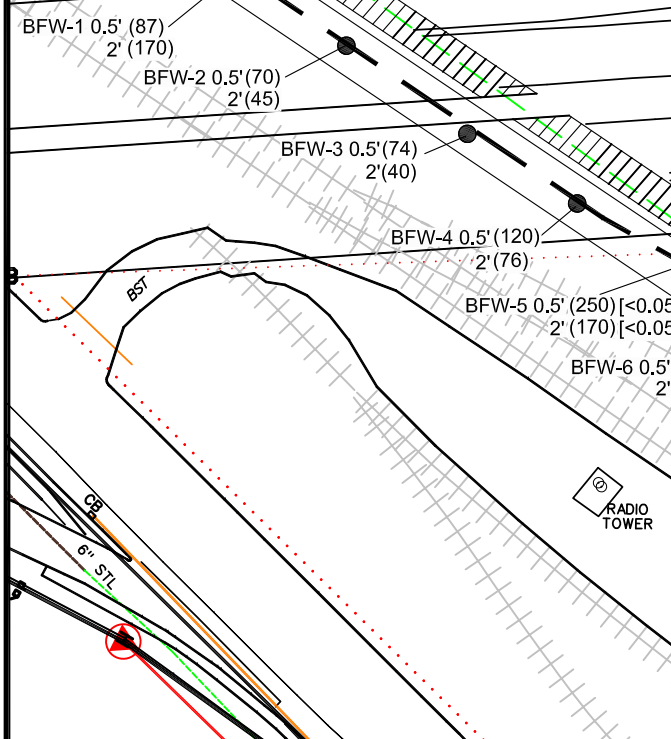 BFW-1 0.5' (87)
2' (170)
BFW-2 0.5' (70)
2' (45)
BFW-3 0.5' (74)
2' (40)
BFW-4 0.5' (120)
2' (76)
BST
BFW-5 0.5' (250) [<0.05
2' (170) [<0.05
BFW-6 0.5'
2'
RADIO
TOWER
CB
6" STL